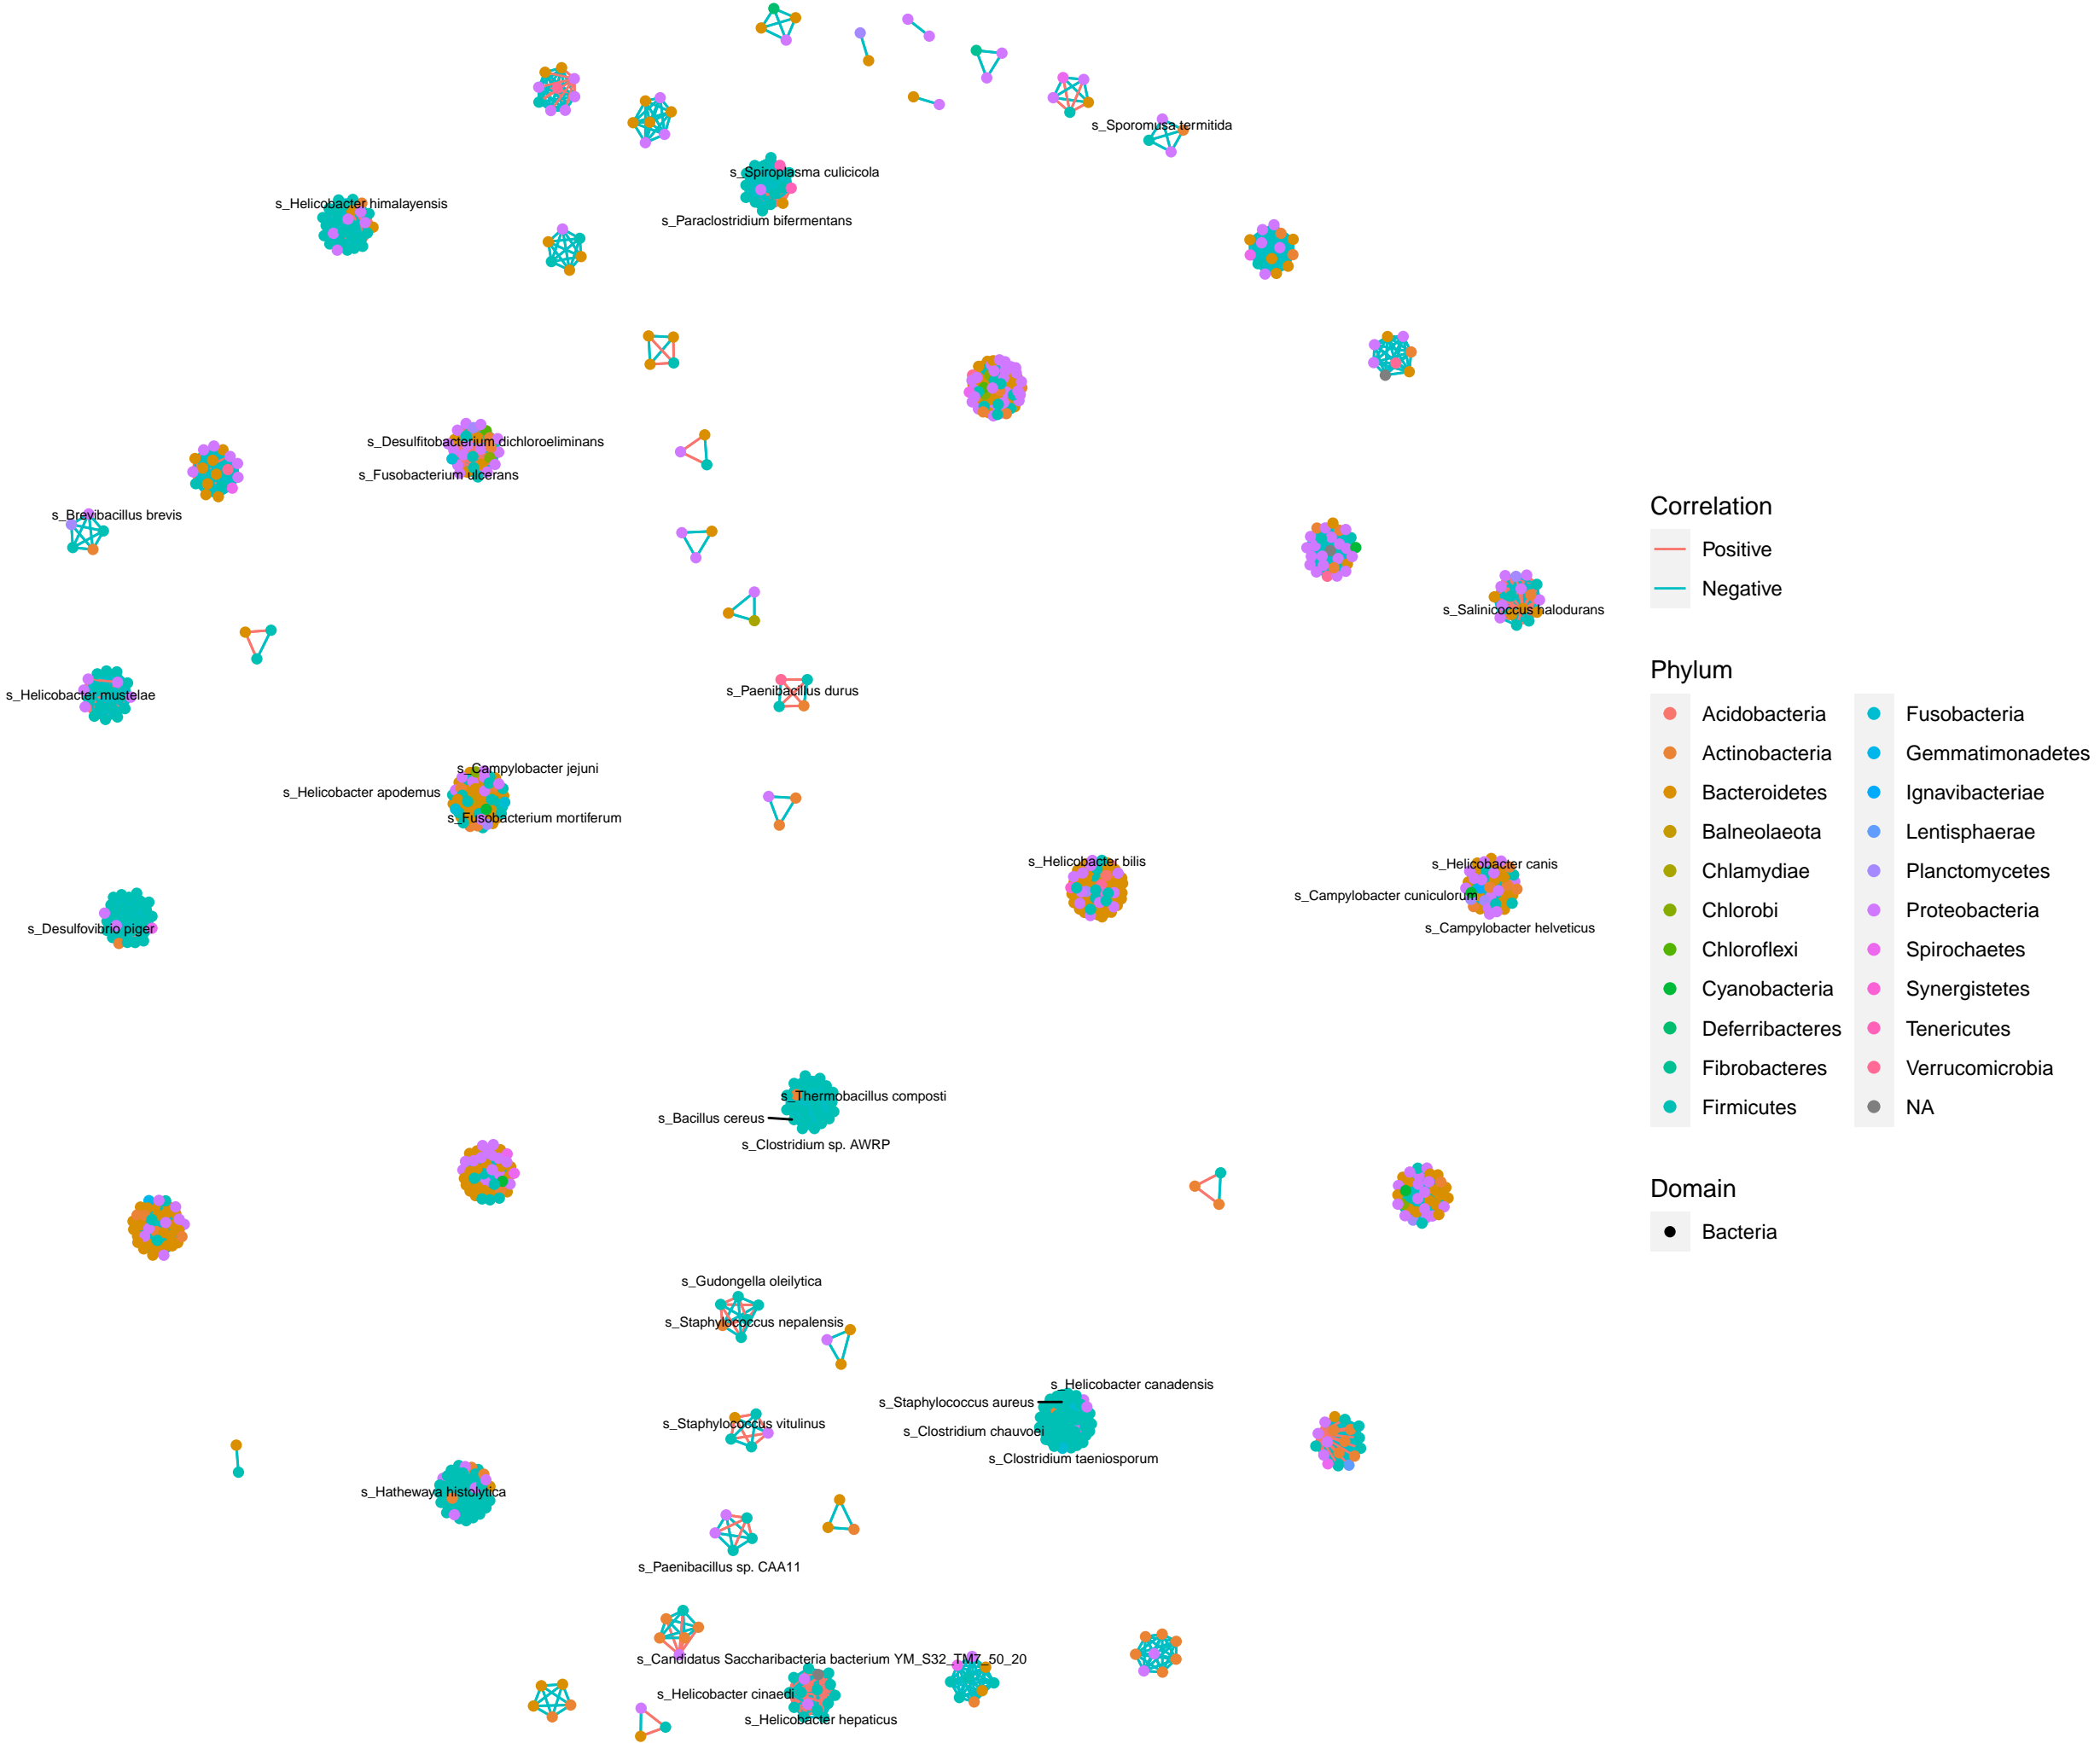 s_Sporomusa termitida
s_Spiroplasma culicicola
s_Helicobacter himalayensis
s_Paraclostridium bifermentans
s_Desulfitobacterium dichloroeliminans
s_Fusobacterium ulcerans
s_Brevibacillus brevis
s_Salinicoccus halodurans
s_Helicobacter mustelae
s_Paenibacillus durus
s_Campylobacter jejuni
s_Helicobacter apodemus
s_Fusobacterium mortiferum
s_Helicobacter bilis
s_Helicobacter canis
s_Campylobacter cuniculorum
s_Campylobacter helveticus
s_Desulfovibrio piger
s_Thermobacillus composti
s_Bacillus cereus
s_Clostridium sp. AWRP
s_Gudongella oleilytica
s_Staphylococcus nepalensis
s_Helicobacter canadensis
s_Staphylococcus aureus
s_Staphylococcus vitulinus
s_Clostridium chauvoei
s_Clostridium taeniosporum
s_Hathewaya histolytica
s_Paenibacillus sp. CAA11
s_Candidatus Saccharibacteria bacterium YM_S32_TM7_50_20
s_Helicobacter cinaedi
s_Helicobacter hepaticus
Correlation
Positive
Negative
Phylum
Acidobacteria
Actinobacteria
Bacteroidetes
Balneolaeota
Chlamydiae
Chlorobi
Chloroflexi
Cyanobacteria
Deferribacteres
Fibrobacteres
Firmicutes
Fusobacteria
Gemmatimonadetes
Ignavibacteriae
Lentisphaerae
Planctomycetes
Proteobacteria
Spirochaetes
Synergistetes
Tenericutes
Verrucomicrobia
NA
Domain
Bacteria